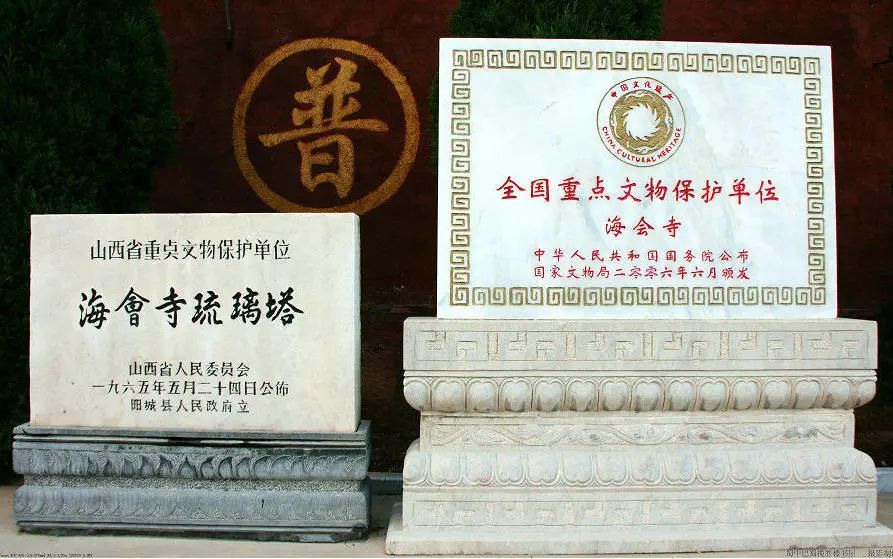 普
山西省重点文物保护单位
海會寺琉璃塔
山西省人民委员会
一九六五年五月二十四日公佈
阳城县人民政府立
中国文化遗产
CHINA CULTURAL HERITAGE
全国重点文物保护单位
海会寺
中华人民共和国国务院公布
国家文物局二零零六年六月颁发